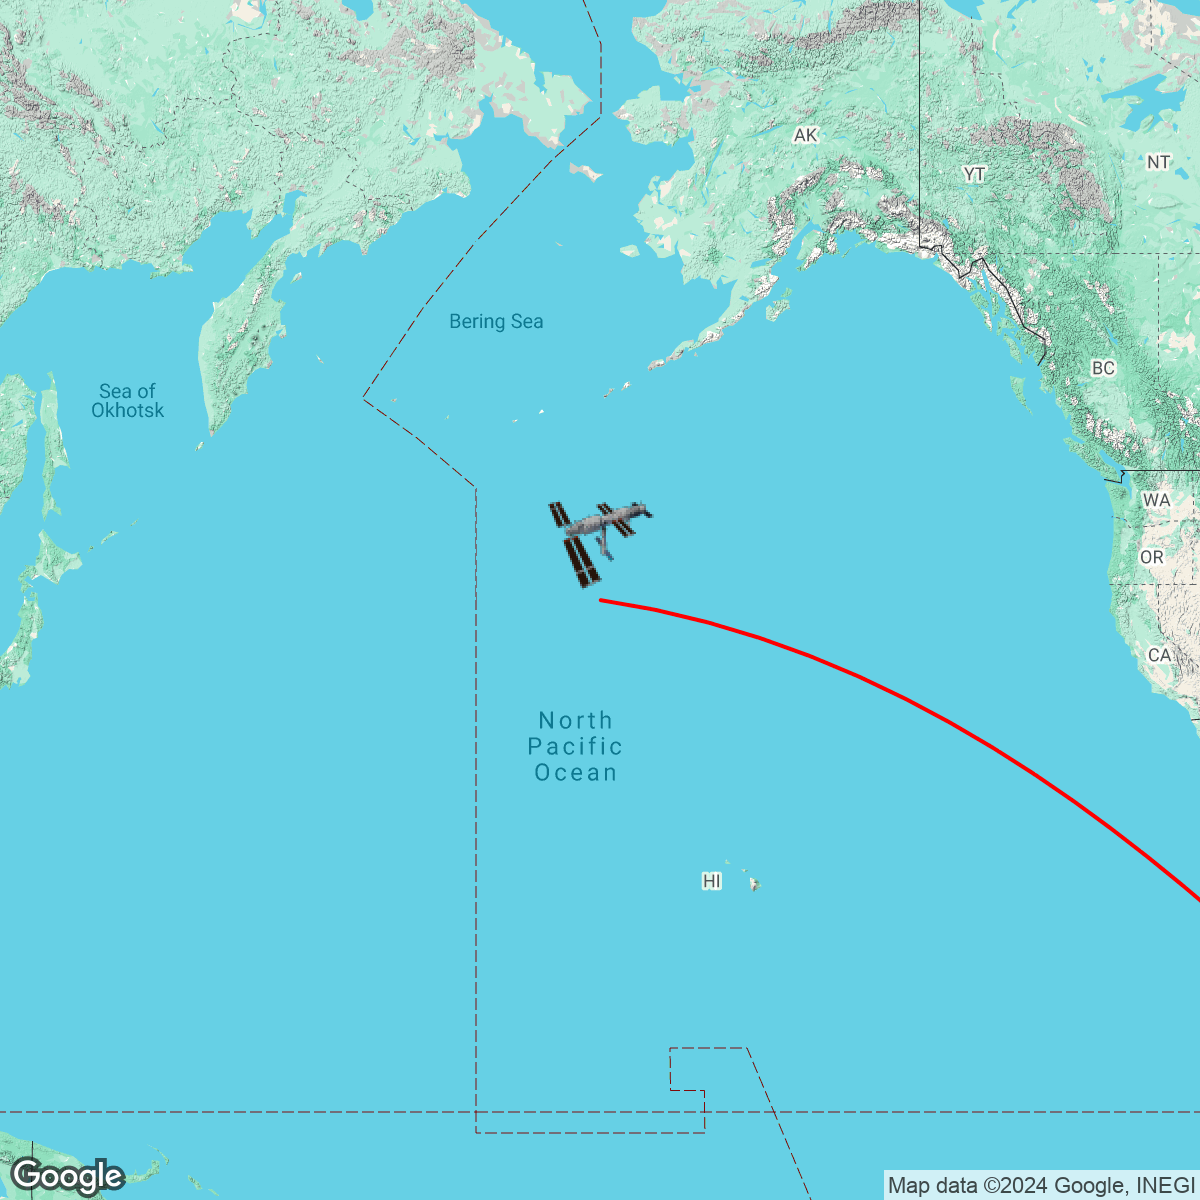 AK
YT
NT
Bering Sea
BC
Sea of
Okhotsk
WA
OR
CA
North
Pacific
Ocean
HI
Google
Map data ©2024 Google, INEGI